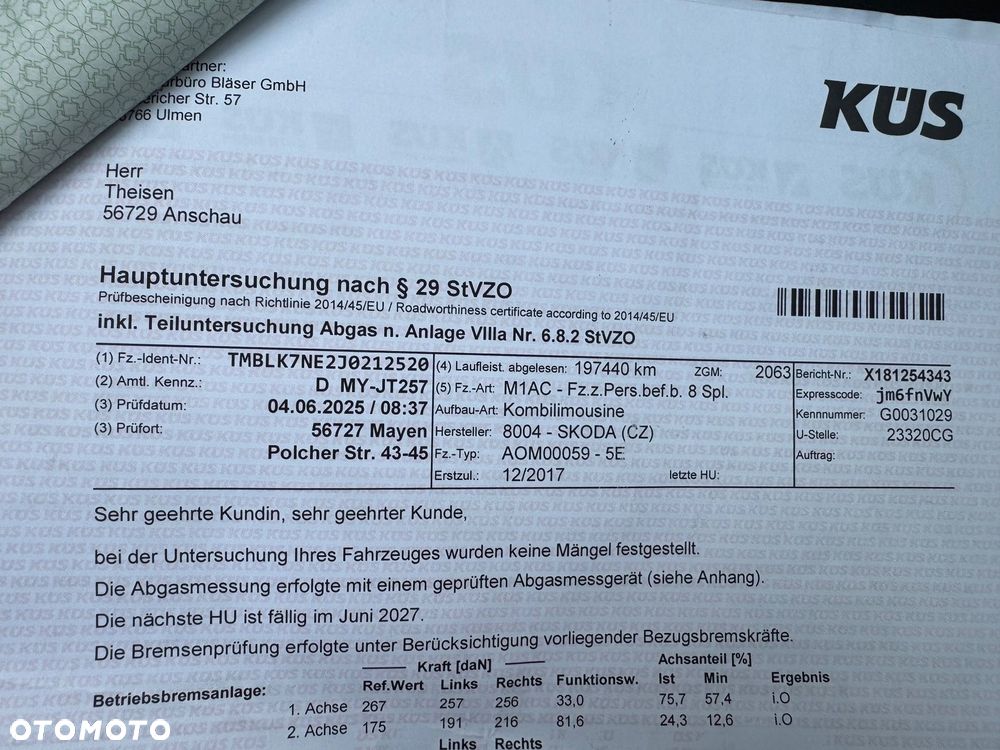 artner:
rbüro Bläser GmbH
ericher Str. 57
766 Ulmen
KÜS
Herr
Theisen
56729 Anschau
Hauptuntersuchung nach § 29 StVZO
Prüfbescheinigung nach Richtlinie 2014/45/EU / Roadworthiness certificate according to 2014/45/EU
inkl. Teiluntersuchung Abgas n. Anlage VIIIa Nr. 6.8.2 StVZO
(1) Fz.-Ident-Nr.: TMBLK7NE2J0212520
(2) Amtl. Kennz.: D MY-JT257
(3) Prüfdatum: 04.06.2025 / 08:37
(3) Prüfort: 56727 Mayen
Polcher Str. 43-45
(4) Laufleist. abgelesen: 197440 km ZGM: 2063
(5) Fz.-Art: M1AC - Fz.z.Pers.bef.b. 8 Spl.
Aufbau-Art: Kombilimousine
Hersteller: 8004 - SKODA (CZ)
Fz.-Typ: AOM00059 - 5E
Erstzul.: 12/2017 letzte HU:
Bericht-Nr.: X181254343
Expresscode: jm6fnVwY
Kennnummer: G0031029
U-Stelle: 23320CG
Auftrag:
Sehr geehrte Kundin, sehr geehrter Kunde,
bei der Untersuchung Ihres Fahrzeuges wurden keine Mängel festgestellt.
Die Abgasmessung erfolgte mit einem geprüften Abgasmessgerät (siehe Anhang).
Die nächste HU ist fällig im Juni 2027.
Die Bremsenprüfung erfolgte unter Berücksichtigung vorliegender Bezugsbremskräfte.
Kraft [daN] Achsanteil [%]
Betriebsbremsanlage: Ref.Wert Links Rechts Funktionsw. Ist Min Ergebnis
1. Achse 267 257 256 33,0 75,7 57,4 i.O
2. Achse 175 191 216 81,6 24,3 12,6 i.O
Links Rechts
OTOMOTO